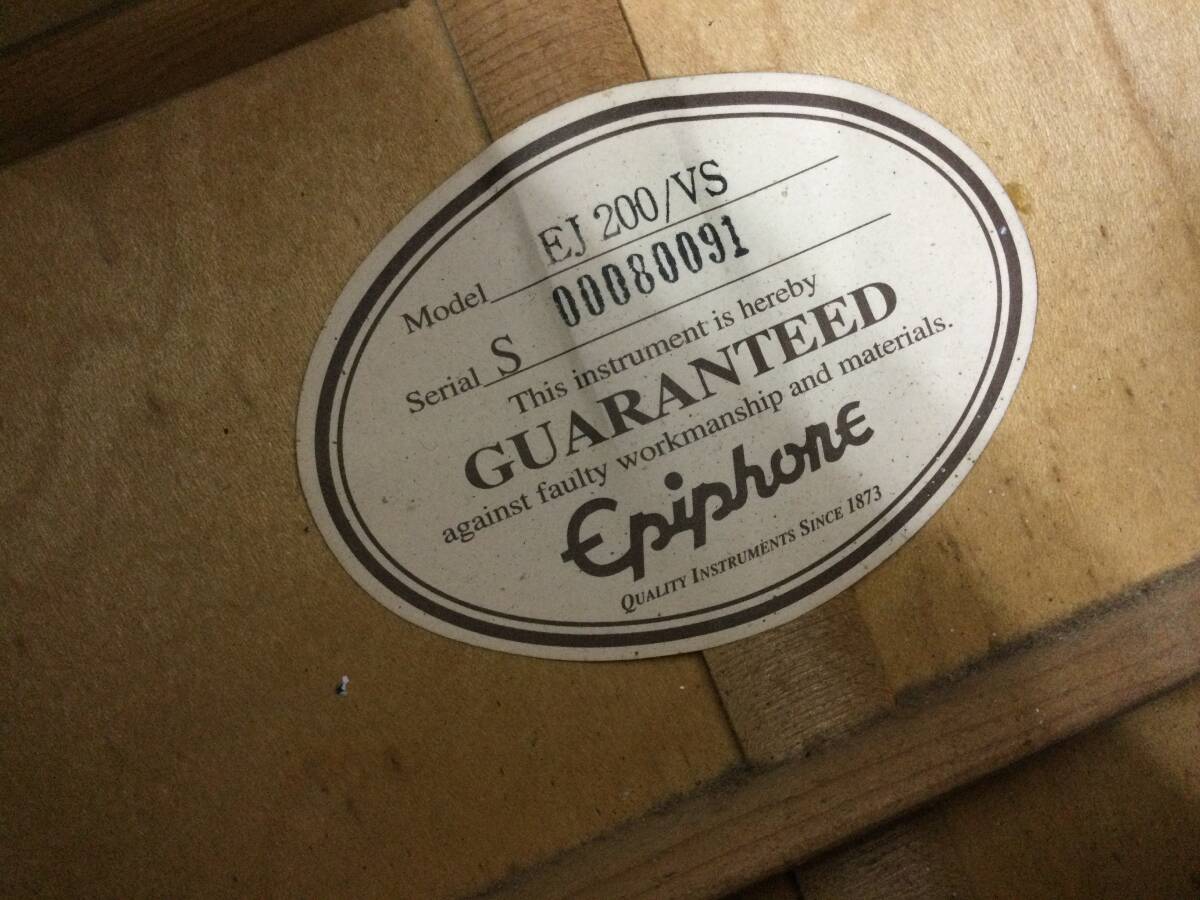 Model EJ 200/VS
Serial S 00080091
This instrument is hereby
GUARANTEED
against faulty workmanship and materials.
Epiphone
QUALITY INSTRUMENTS SINCE 1873